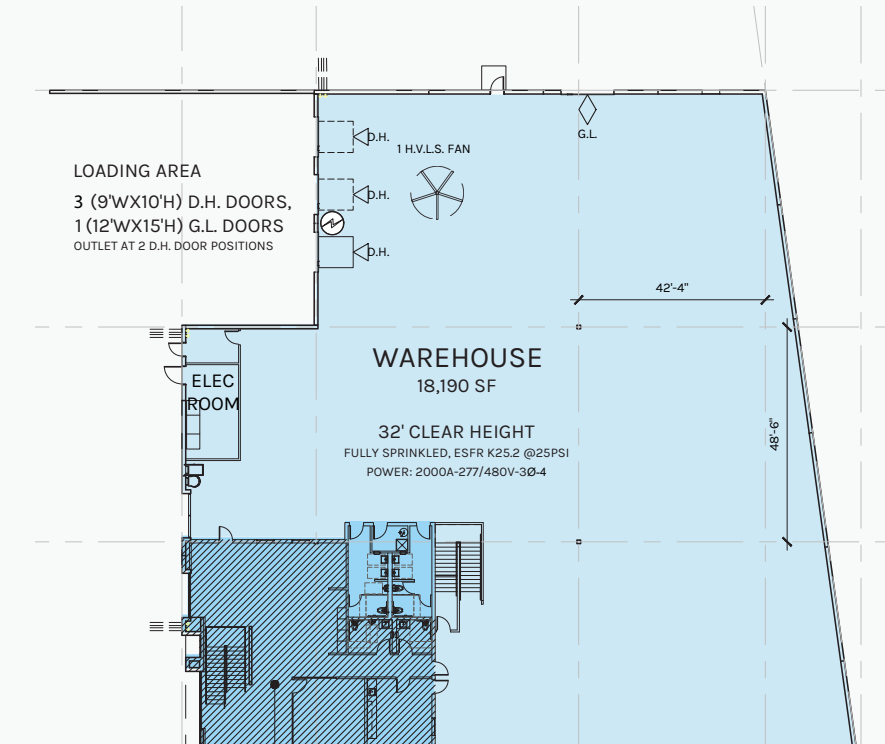 D.H.
1 H.V.L.S. FAN
G.L.
LOADING AREA
3 (9'WX10'H) D.H. DOORS,
1 (12'WX15'H) G.L. DOORS
OUTLET AT 2 D.H. DOOR POSITIONS
D.H.
D.H.
42'-4"
WAREHOUSE
18,190 SF
ELEC
ROOM
32' CLEAR HEIGHT
FULLY SPRINKLED, ESFR K25.2 @25PSI
POWER: 2000A-277/480V-3Ø-4
48'-6"